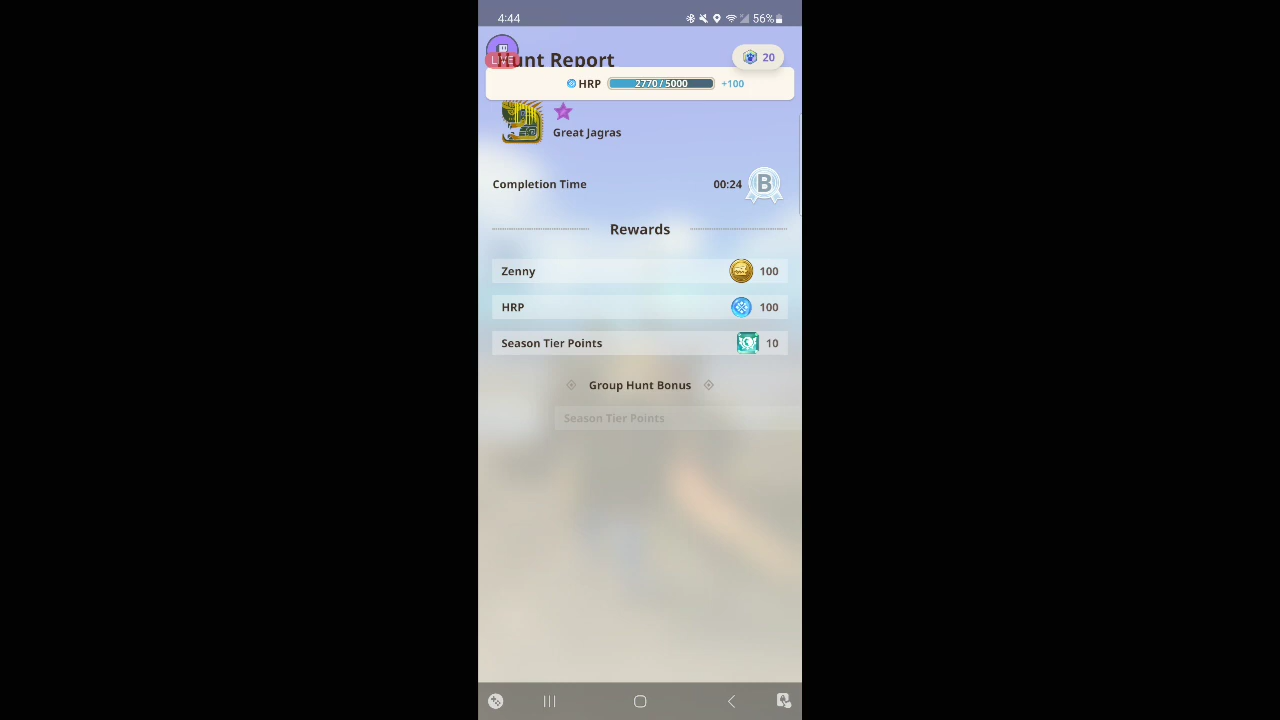 4:44
56%
Hunt Report
LIVE
20
HRP 2770 / 5000 +100
Great Jagras
Completion Time 00:24 B
Rewards
Zenny 100
HRP 100
Season Tier Points 10
Group Hunt Bonus
Season Tier Points